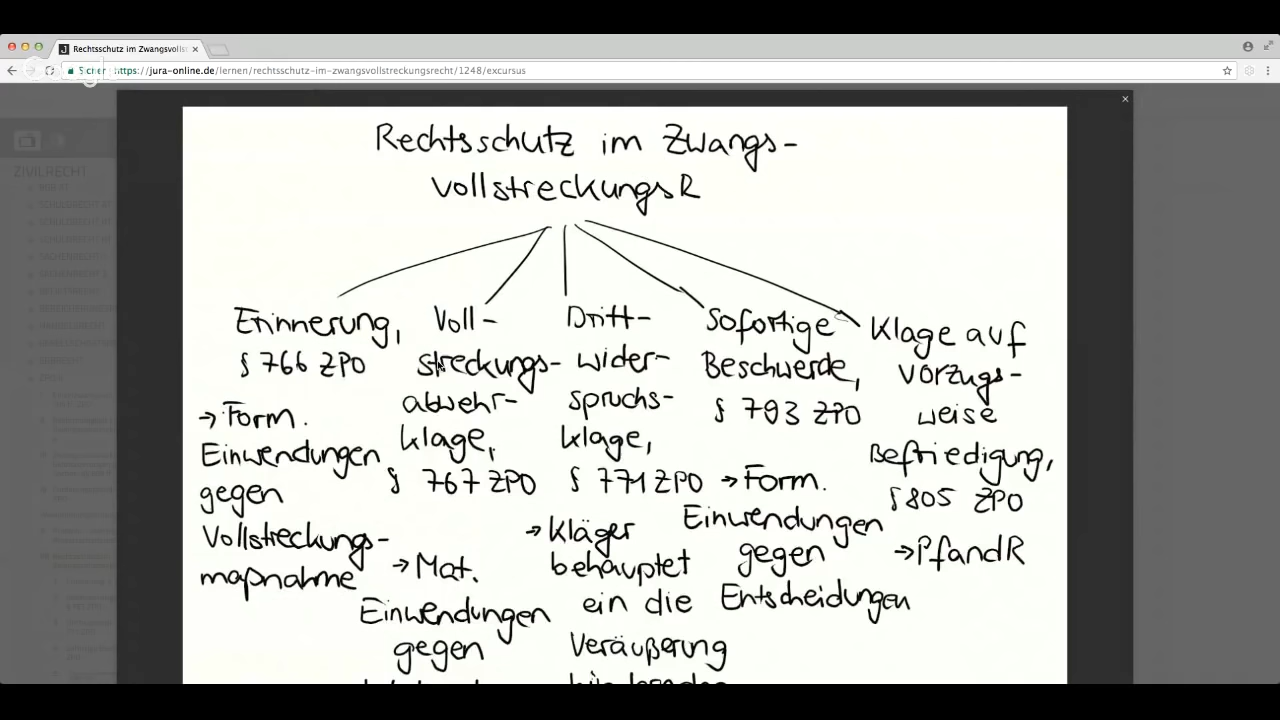 Rechtsschutz im Zwangsvollst
Sicher https://jura-online.de/lernen/rechtsschutz-im-zwangsvollstreckungsrecht/1248/excursus
ZIVILRECHT
Rechtsschutz im Zwangs-
vollstreckungsR
Erinnerung,
§ 766 ZPO
→ Form.
Einwendungen
gegen
Vollstreckungs-
maßnahme
Voll-
streckungs-
abwehr-
klage,
§ 767 ZPO
→ Mat.
Einwendungen
gegen
Dritt-
wider-
spruchs-
klage,
§ 771 ZPO
→ Kläger
behauptet
ein die
Veräußerung
Sofortige
Beschwerde,
§ 793 ZPO
→ Form.
Einwendungen
gegen
Entscheidungen
Klage auf
vorzugs-
weise
Befriedigung,
§ 805 ZPO
→ PfandR